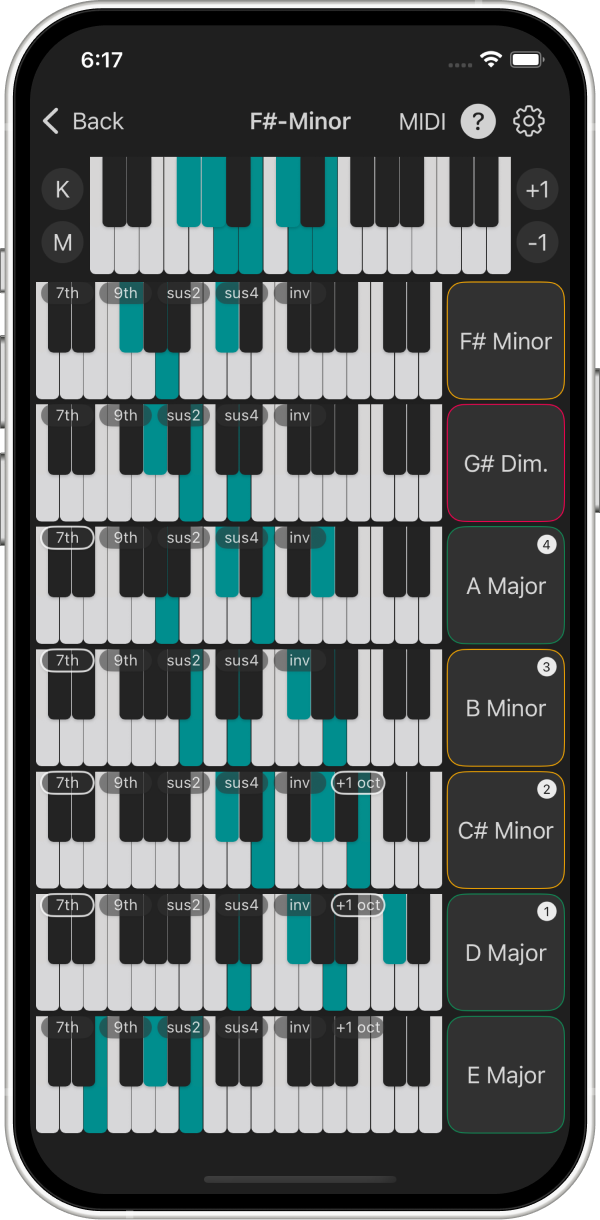 6:17
Back F#-Minor MIDI ?
K +1
M -1
7th 9th sus2 sus4 inv
F# Minor
7th 9th sus2 sus4 inv
G# Dim.
7th 9th sus2 sus4 inv 4
A Major
7th 9th sus2 sus4 inv 3
B Minor
7th 9th sus2 sus4 inv +1 oct 2
C# Minor
7th 9th sus2 sus4 inv +1 oct 1
D Major
7th 9th sus2 sus4 inv +1 oct
E Major